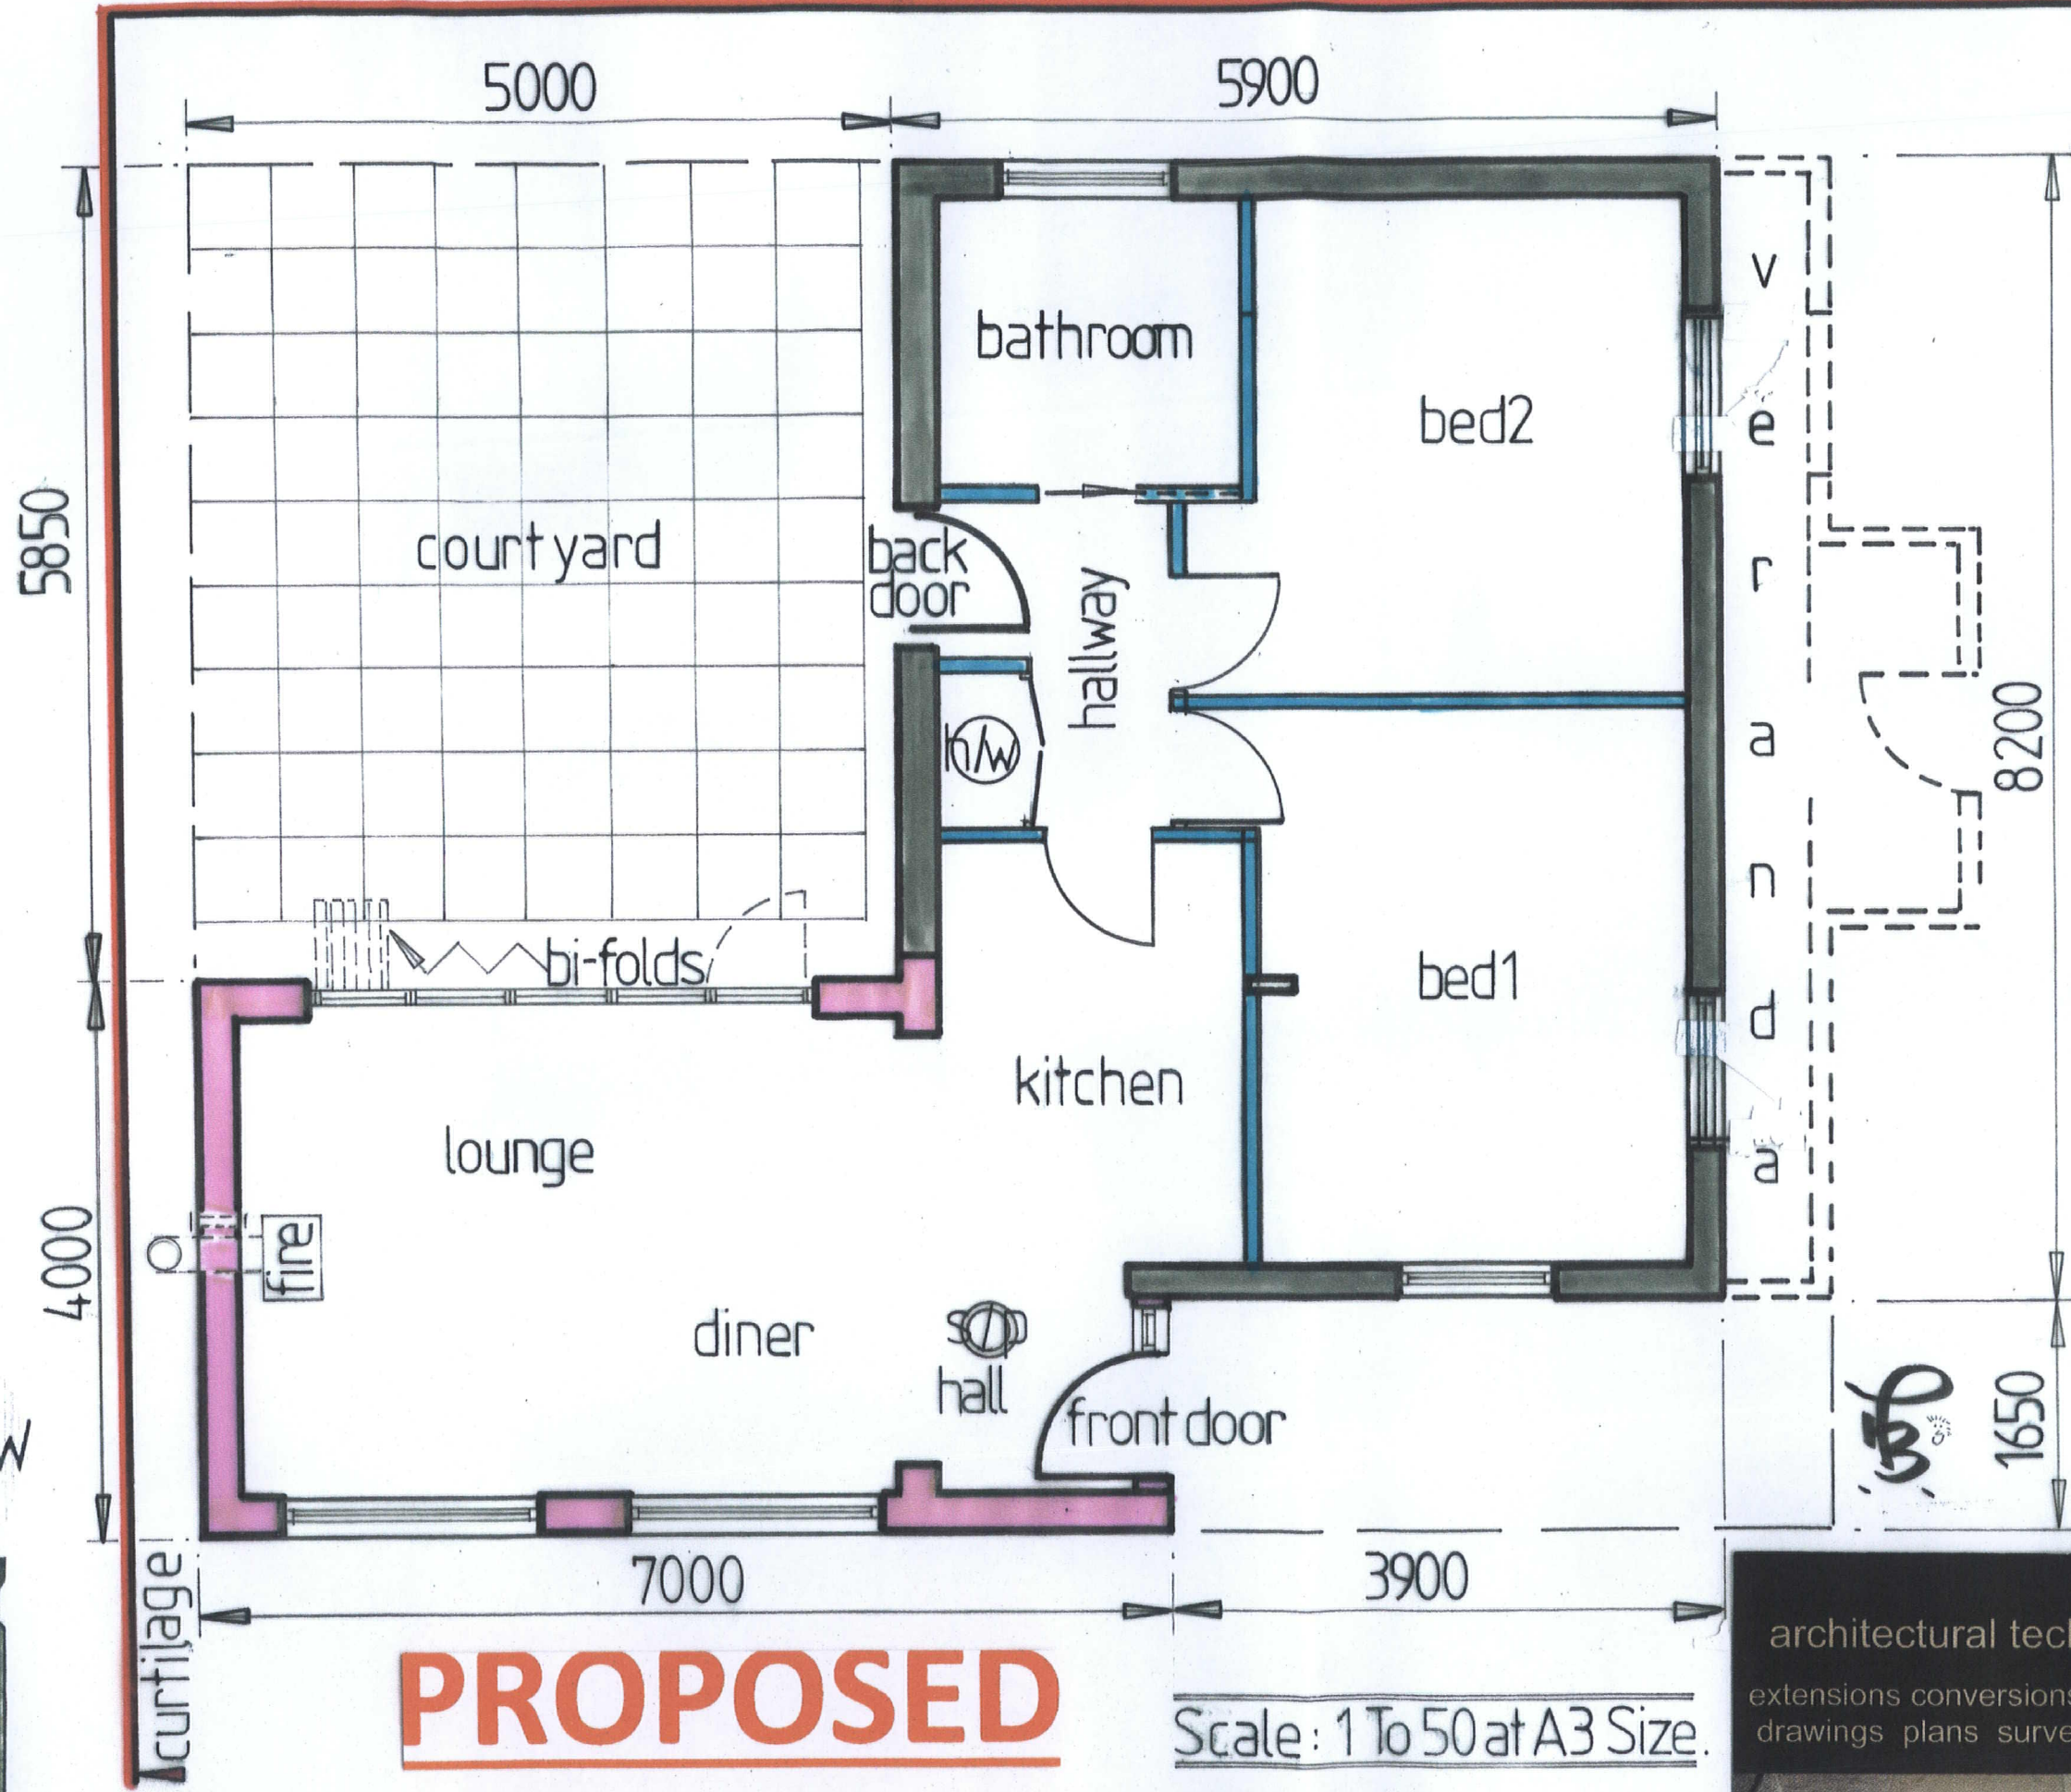 5000
5900
5850
courtyard
bathroom
bed2
back
door
hallway
h/w
bi-folds
kitchen
bed1
lounge
fire
diner
hall
front door
v
e
r
a
n
d
a
8200
4000
1650
7000
3900
curtilage
PROPOSED
Scale: 1 To 50 at A3 Size.
architectural tec
extensions conversions
drawings plans surve